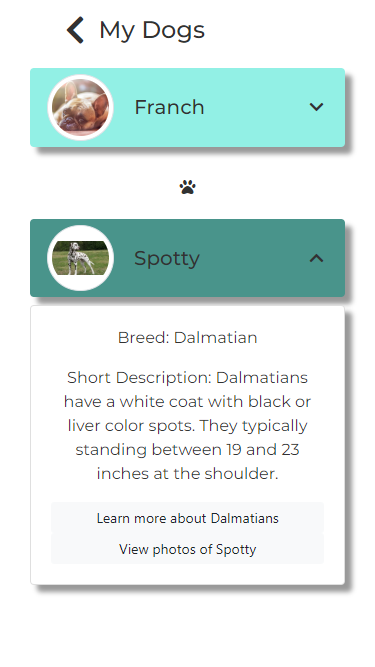 My Dogs
Franch
Spotty
Breed: Dalmatian
Short Description: Dalmatians
have a white coat with black or
liver color spots. They typically
standing between 19 and 23
inches at the shoulder.
Learn more about Dalmatians
View photos of Spotty